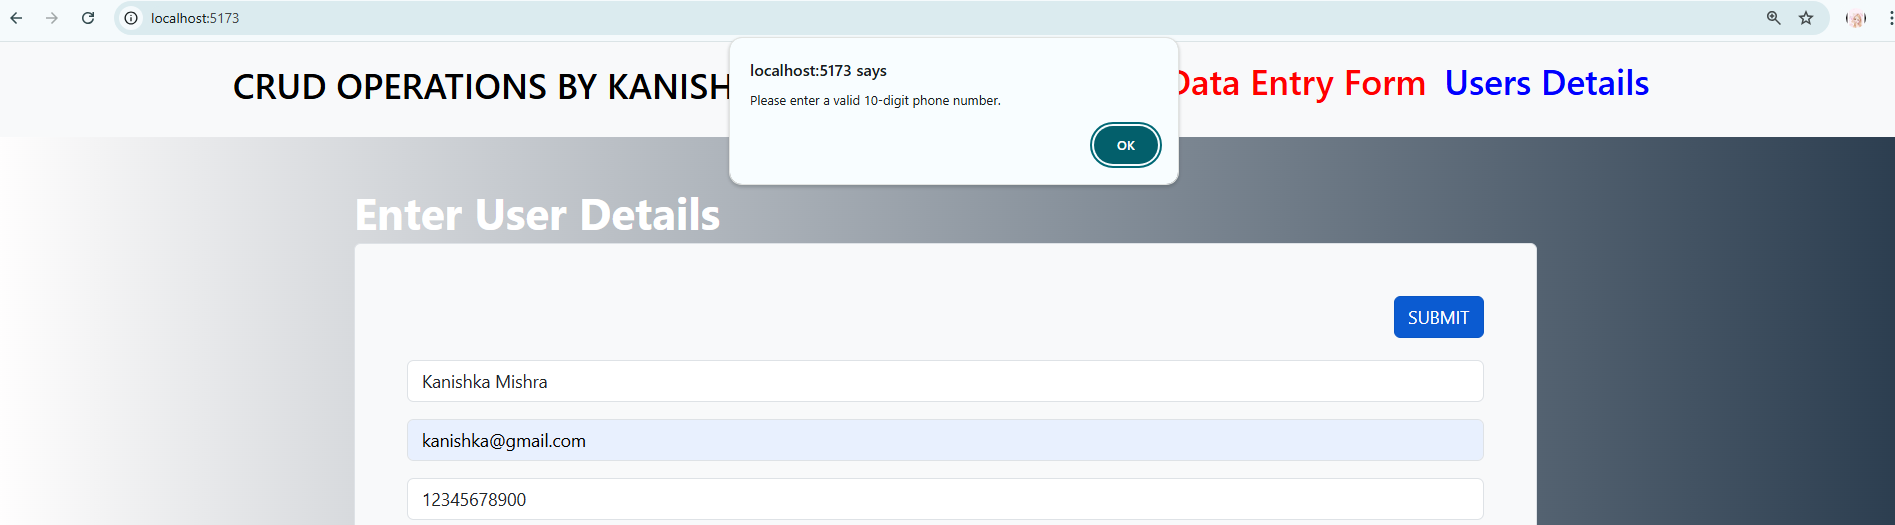 localhost:5173
localhost:5173 says
Please enter a valid 10-digit phone number.
OK
CRUD OPERATIONS BY KANISH
Data Entry Form Users Details
Enter User Details
SUBMIT
Kanishka Mishra
kanishka@gmail.com
12345678900